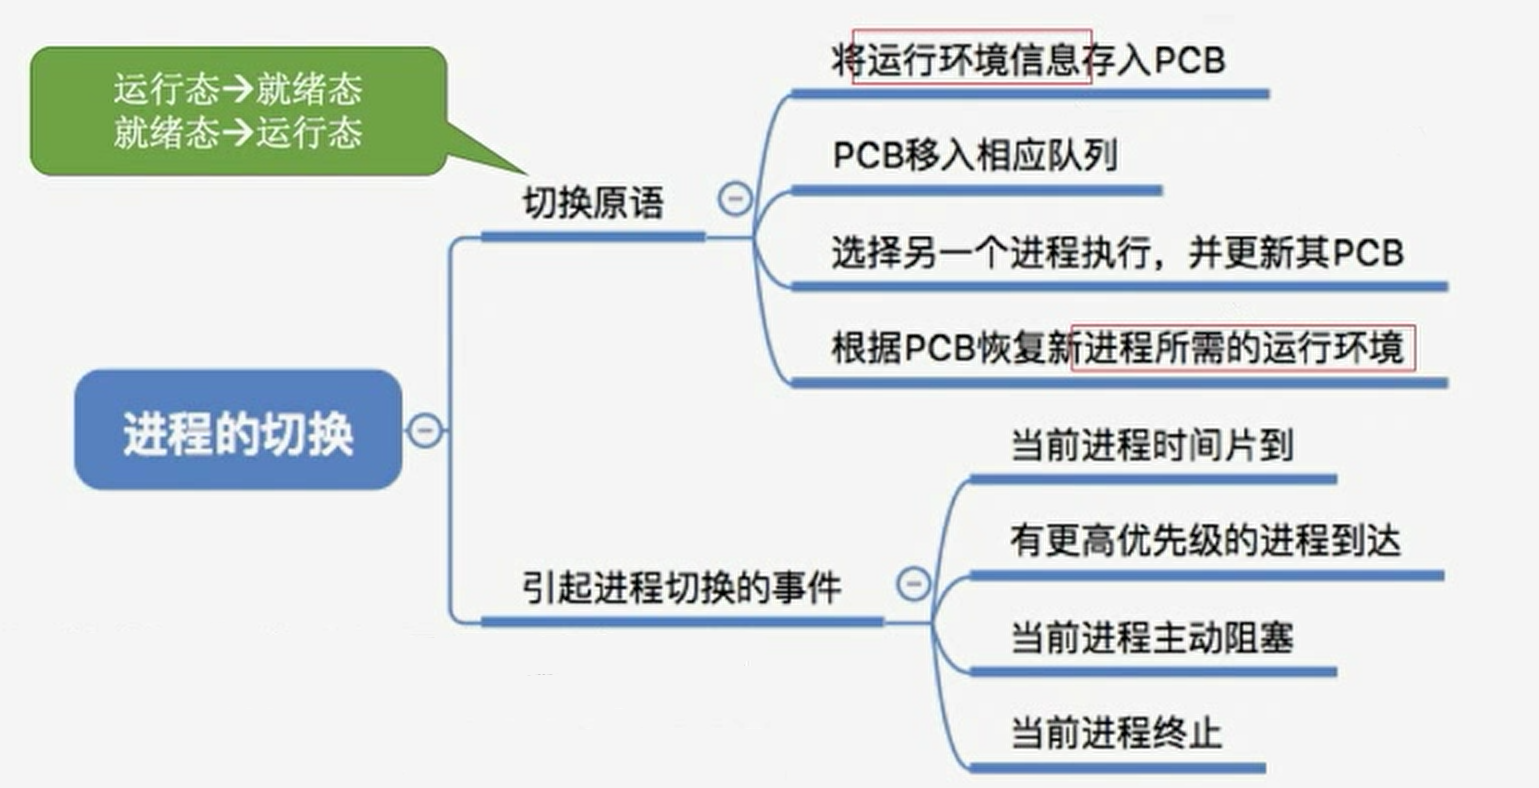 运行态→就绪态
就绪态→运行态
将运行环境信息存入PCB
PCB移入相应队列
切换原语
选择另一个进程执行，并更新其PCB
根据PCB恢复新进程所需的运行环境
进程的切换
当前进程时间片到
有更高优先级的进程到达
引起进程切换的事件
当前进程主动阻塞
当前进程终止